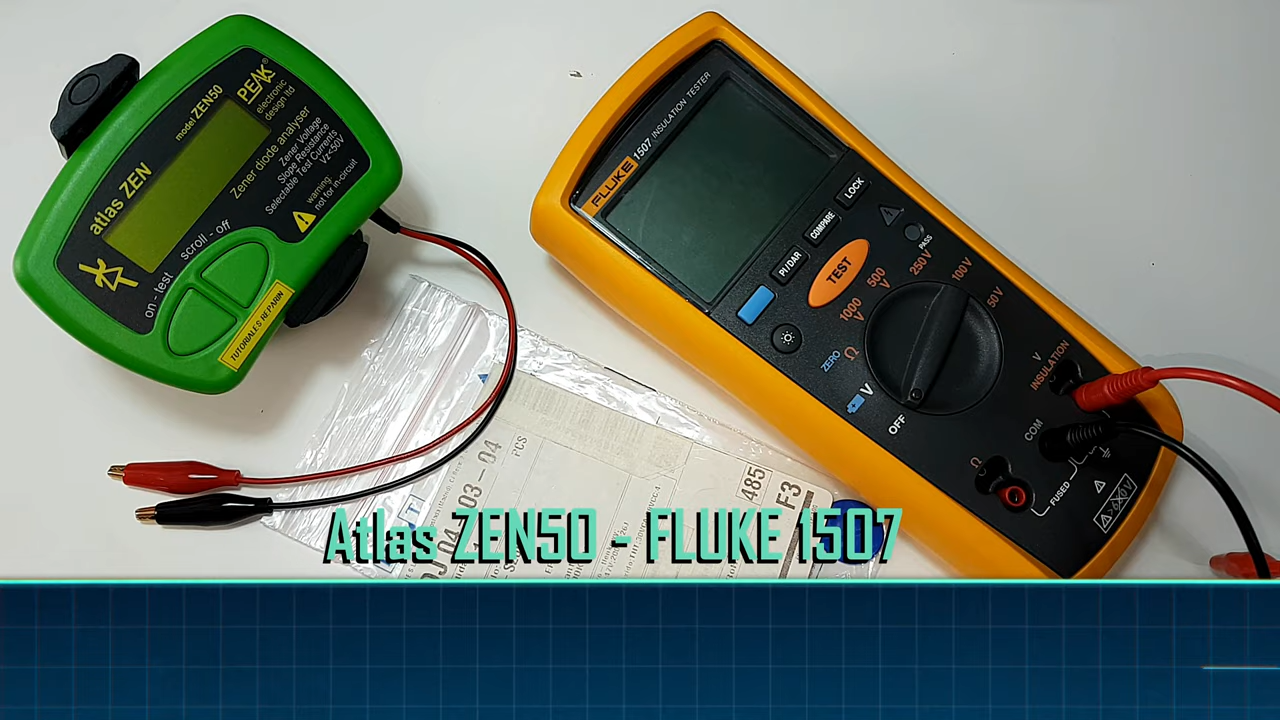 PEAK®
electronic
design ltd
model ZEN50
atlas ZEN
Zener diode analyser
Zener Voltage
Slope Resistance
Selectable Test Currents
Vz<50V
warning:
not for in-circuit
scroll - off
on - test
TUTORIALES REPARIN
FLUKE 1507 INSULATION TESTER
LOCK
COMPARE
PI/DAR
TEST
PASS
1000 V
500 V
250V
100V
50V
ZERO Ω
V
OFF
V
INSULATION
COM
Ω
FUSED
PCS
485
F3
Atlas ZEN50 - FLUKE 1507